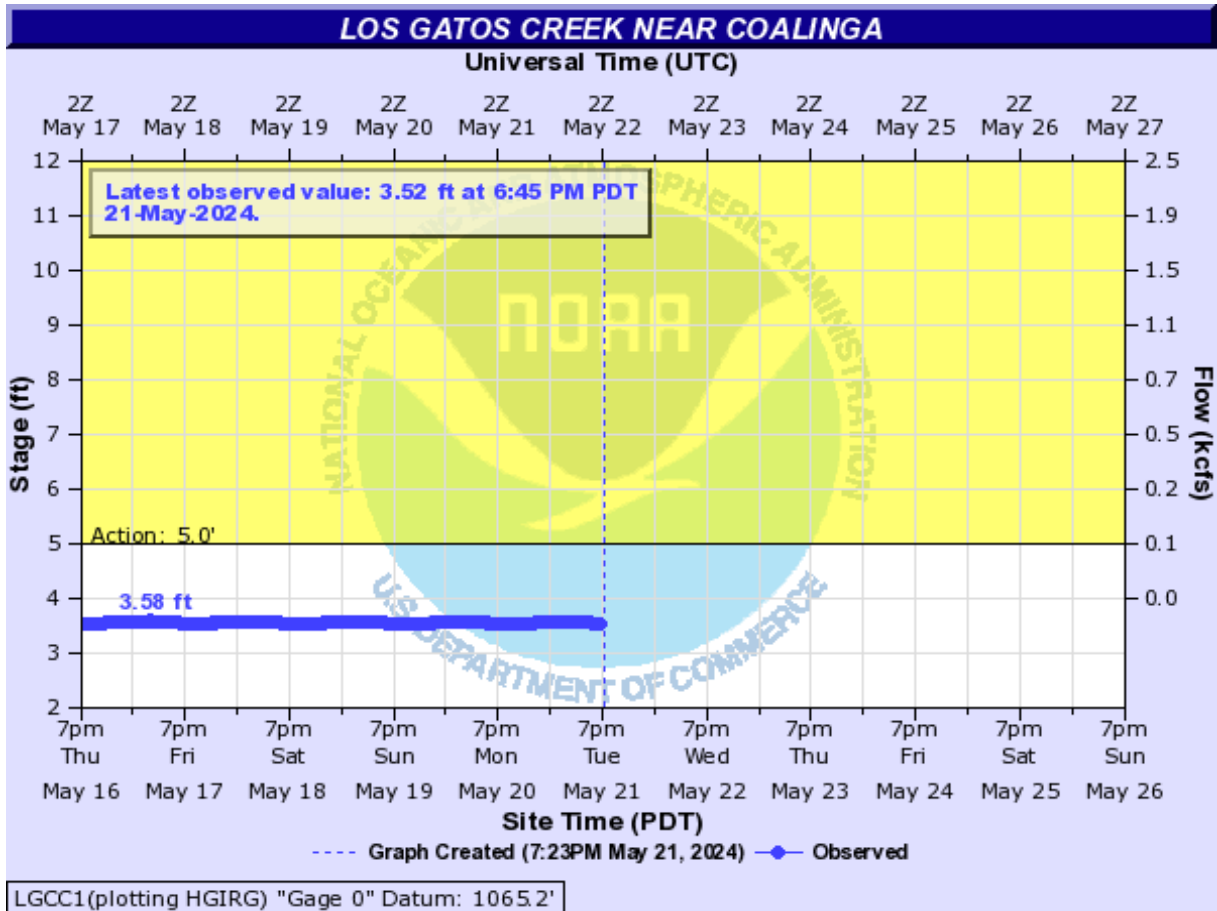 LOS GATOS CREEK NEAR COALINGA
Universal Time (UTC)
2Z 2Z 2Z 2Z 2Z 2Z 2Z 2Z 2Z 2Z 2Z
May 17 May 18 May 19 May 20 May 21 May 22 May 23 May 24 May 25 May 26 May 27
Latest observed value: 3.52 ft at 6:45 PM PDT
21-May-2024.
NATIONAL OCEANIC AND ATMOSPHERIC ADMINISTRATION
NOAA
U.S. DEPARTMENT OF COMMERCE
Stage (ft)
12
11
10
9
8
7
6
5
4
3
2
Action: 5.0'
3.58 ft
2.5
1.9
1.5
1.1
0.7
0.5
0.2
0.1
0.0
Flow (kcfs)
7pm 7pm 7pm 7pm 7pm 7pm 7pm 7pm 7pm 7pm 7pm
Thu Fri Sat Sun Mon Tue Wed Thu Fri Sat Sun
May 16 May 17 May 18 May 19 May 20 May 21 May 22 May 23 May 24 May 25 May 26
Site Time (PDT)
Graph Created (7:23PM May 21, 2024) Observed
LGCC1(plotting HGIRG) "Gage 0" Datum: 1065.2'